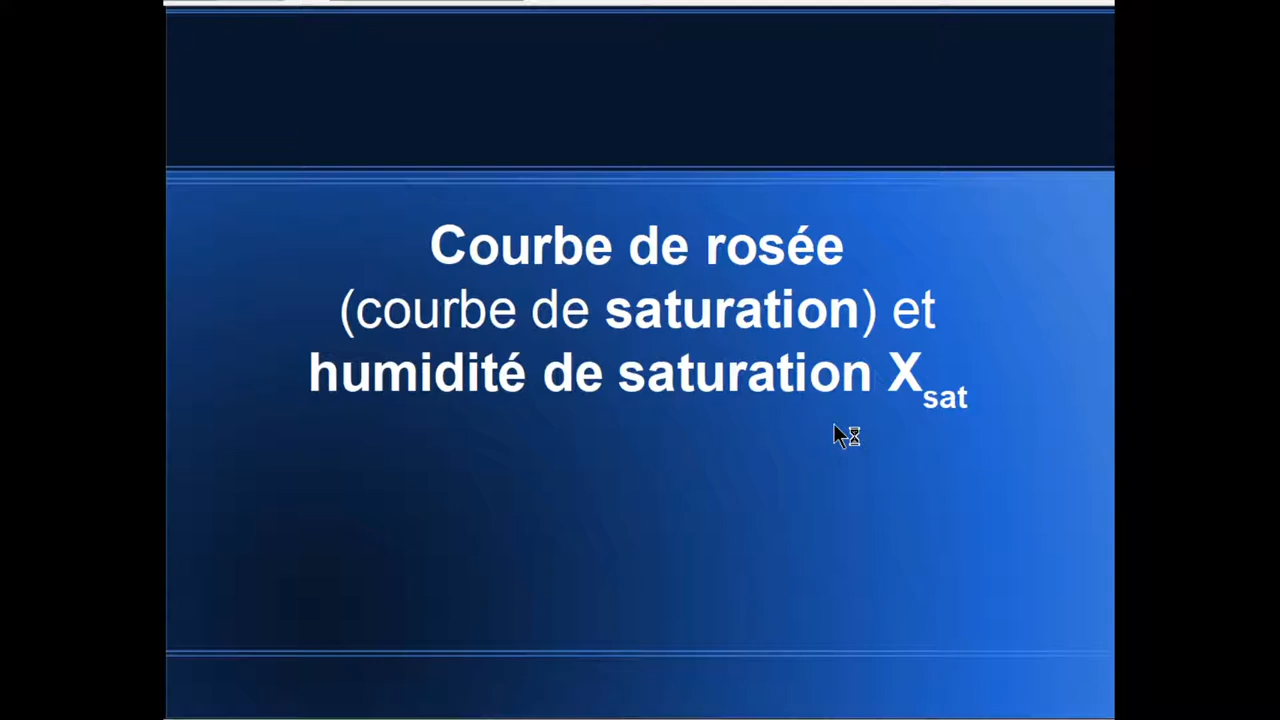 Courbe de rosée
(courbe de saturation) et
humidité de saturation Xsat